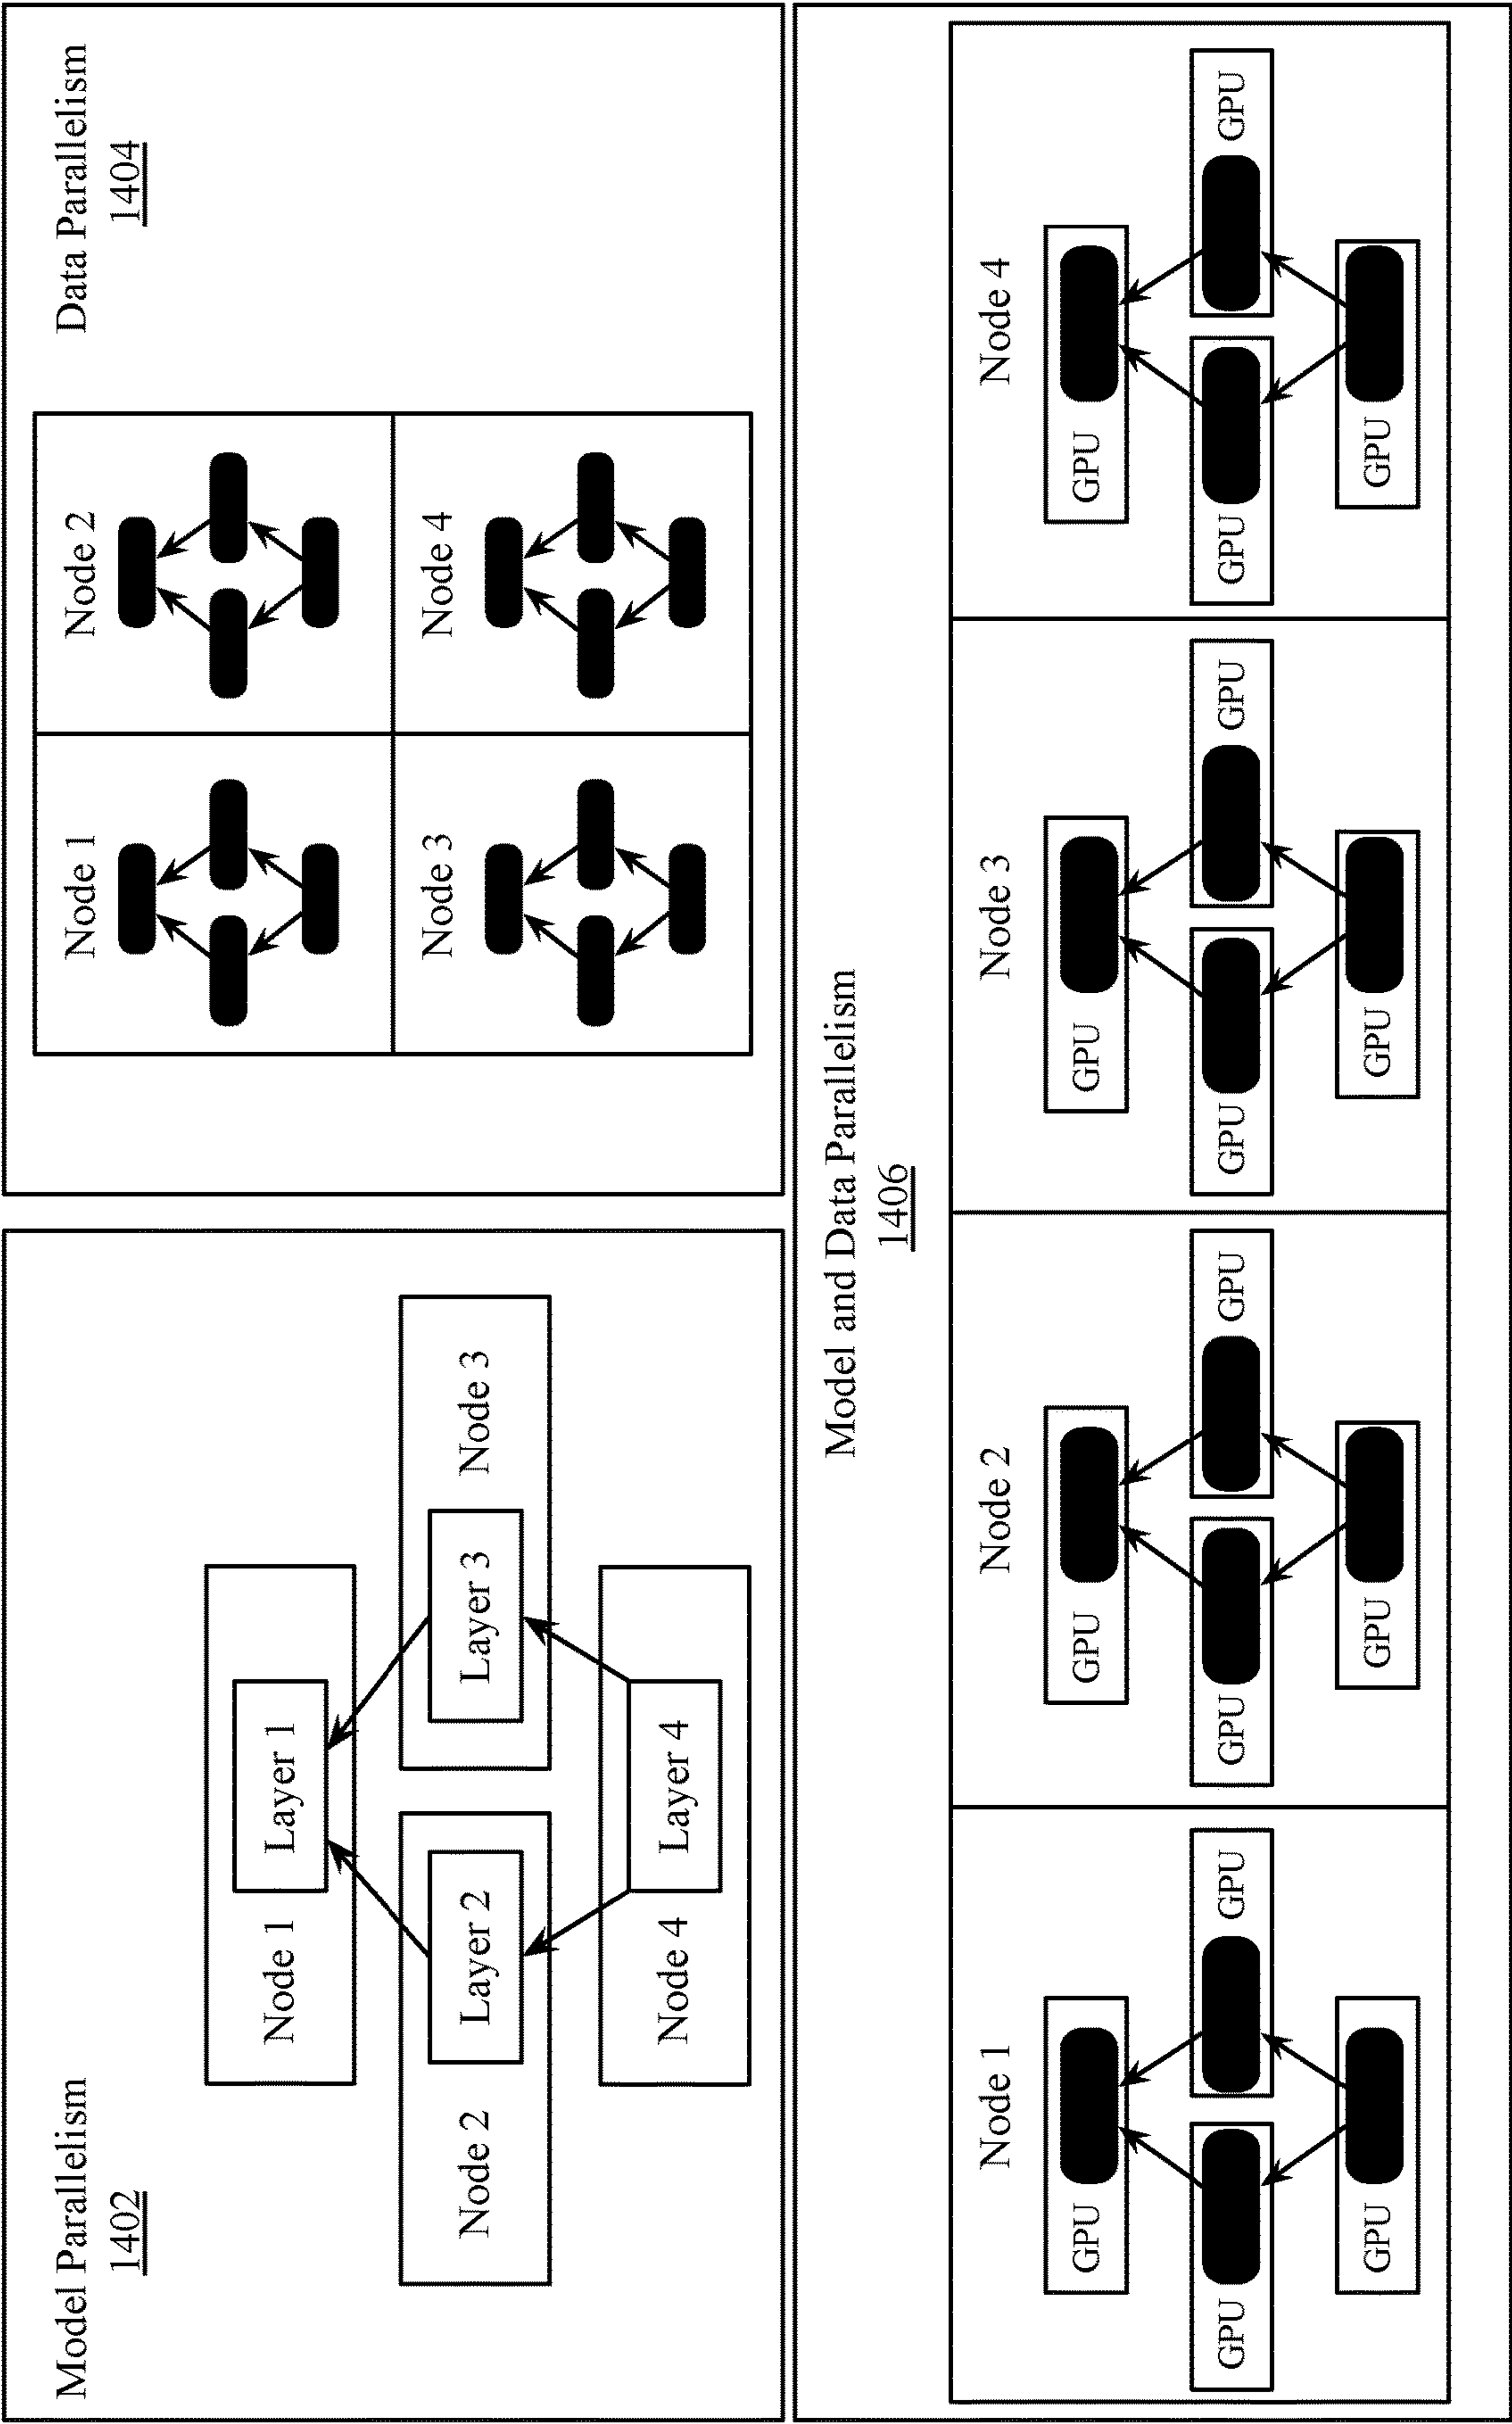 Model Parallelism
1402
Node 1
Layer 1
Node 2
Layer 2
Layer 3
Node 3
Node 4
Layer 4
Data Parallelism
1404
Node 1
Node 2
Node 3
Node 4
Model and Data Parallelism
1406
Node 1
GPU
GPU
GPU
GPU
Node 2
GPU
GPU
GPU
GPU
Node 3
GPU
GPU
GPU
GPU
Node 4
GPU
GPU
GPU
GPU